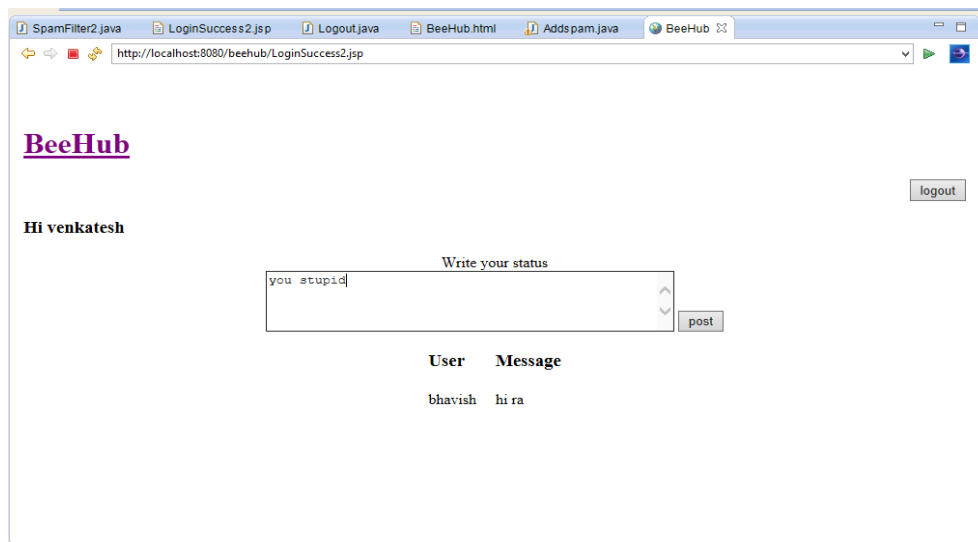 SpamFilter2.java LoginSuccess2.jsp Logout.java BeeHub.html Addspam.java BeeHub
http://localhost:8080/beehub/LoginSuccess2.jsp
BeeHub
logout
Hi venkatesh
Write your status
you stupid
post
User Message
bhavish hi ra